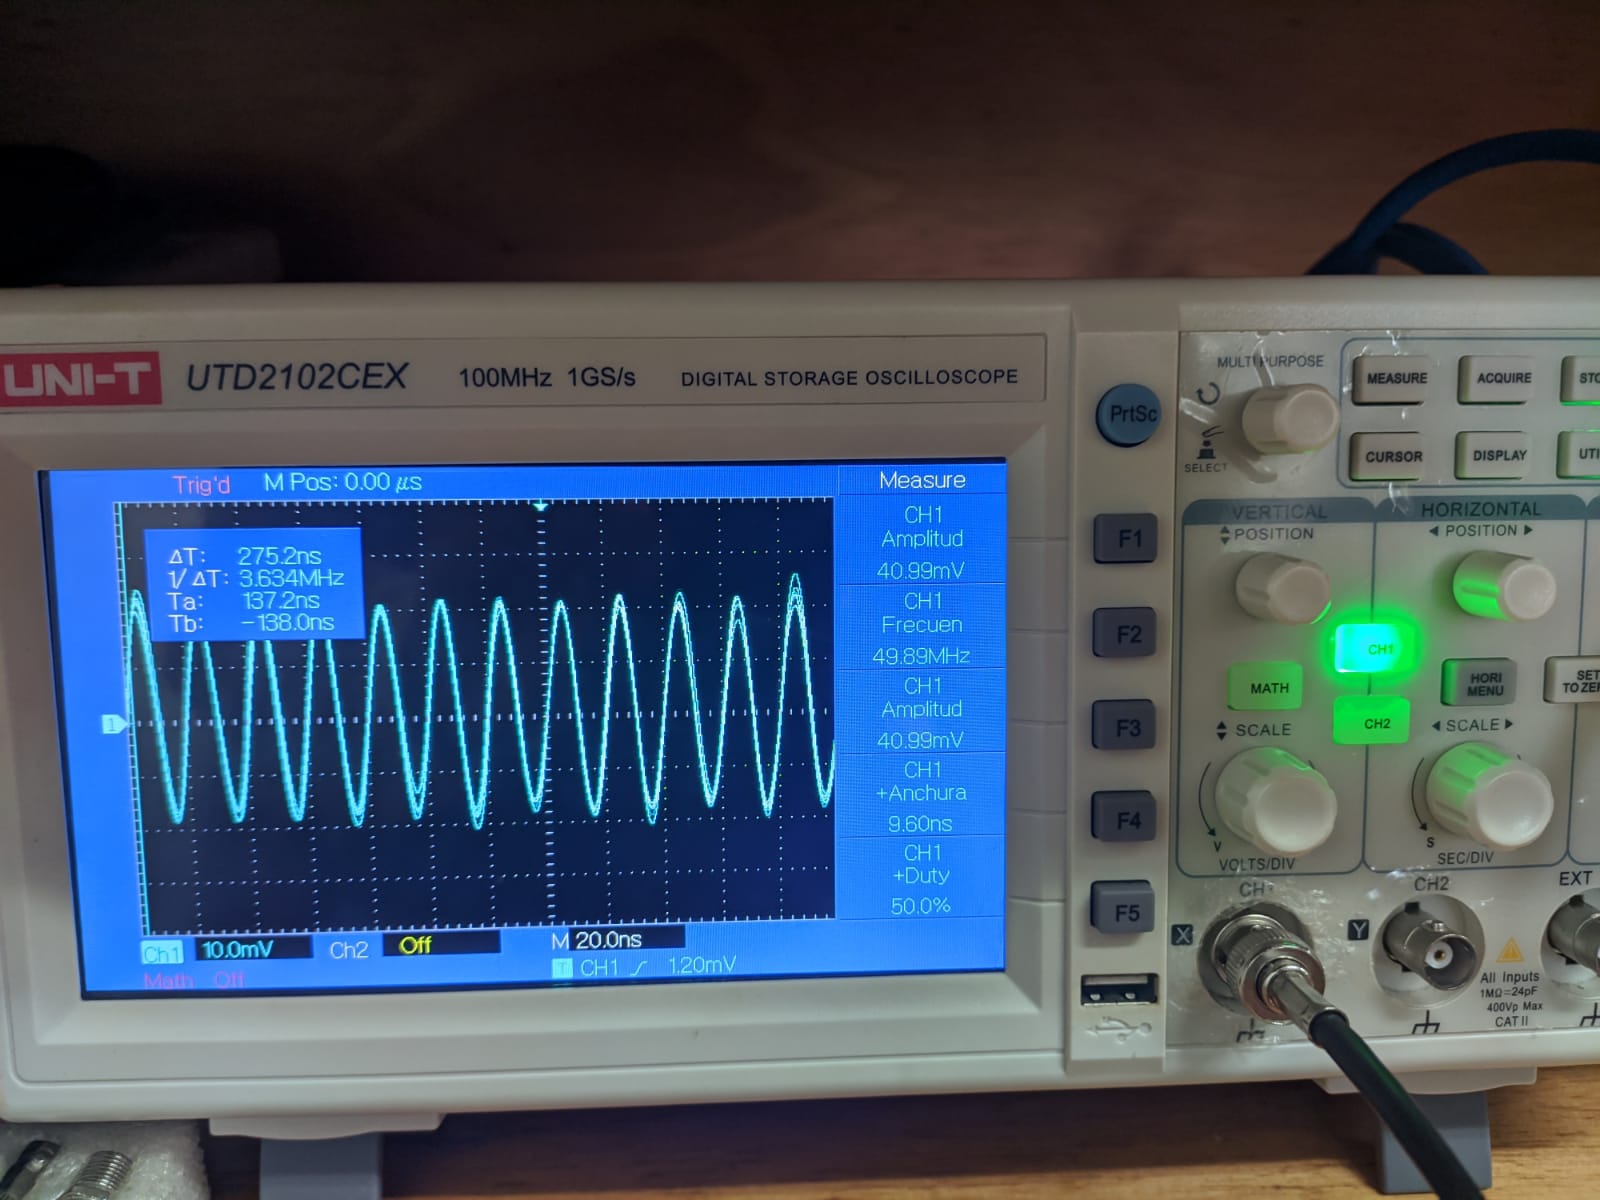 UNI-T UTD2102CEX 100MHz 1GS/s DIGITAL STORAGE OSCILLOSCOPE
Trig'd M Pos: 0.00 μs
ΔT: 275.2ns
1/ΔT: 3.634MHz
Ta: 137.2ns
Tb: -138.0ns
1
Measure
CH1
Amplitud
40.99mV
CH1
Frecuen
49.89MHz
CH1
Amplitud
40.99mV
CH1
+Anchura
9.60ns
CH1
+Duty
50.0%
Ch1 10.0mV Ch2 Off M 20.0ns
Math Off
T CH1 1.20mV
PrtSc
F1
F2
F3
F4
F5
MULTI PURPOSE
SELECT
MEASURE ACQUIRE
CURSOR DISPLAY
VERTICAL HORIZONTAL
POSITION POSITION
CH1
MATH
HORI
MENU
CH2
SCALE SCALE
V S
VOLTS/DIV SEC/DIV
CH1 CH2 EXT
X Y
All Inputs
1MΩ=24pF
400Vp Max
CAT II